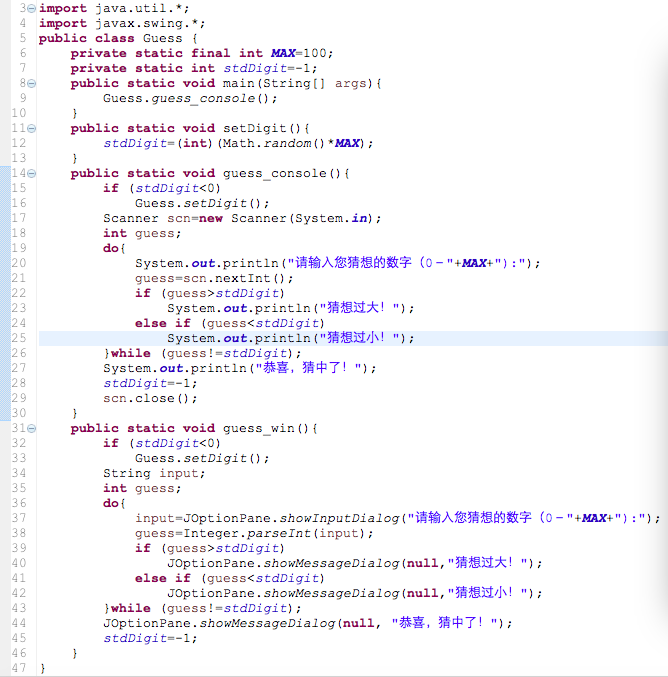 3 import java.util.*;
4 import javax.swing.*;
5 public class Guess {
6     private static final int MAX=100;
7     private static int stdDigit=-1;
8     public static void main(String[] args){
9         Guess.guess_console();
10     }
11     public static void setDigit(){
12         stdDigit=(int)(Math.random()*MAX);
13     }
14     public static void guess_console(){
15         if (stdDigit<0)
16             Guess.setDigit();
17         Scanner scn=new Scanner(System.in);
18         int guess;
19         do{
20             System.out.println("请输入您猜想的数字（0－"+MAX+"):");
21             guess=scn.nextInt();
22             if (guess>stdDigit)
23                 System.out.println("猜想过大！");
24             else if (guess<stdDigit)
25                 System.out.println("猜想过小！");
26         }while (guess!=stdDigit);
27         System.out.println("恭喜，猜中了！");
28         stdDigit=-1;
29         scn.close();
30     }
31     public static void guess_win(){
32         if (stdDigit<0)
33             Guess.setDigit();
34         String input;
35         int guess;
36         do{
37             input=JOptionPane.showInputDialog("请输入您猜想的数字（0－"+MAX+"):");
38             guess=Integer.parseInt(input);
39             if (guess>stdDigit)
40                 JOptionPane.showMessageDialog(null,"猜想过大！");
41             else if (guess<stdDigit)
42                 JOptionPane.showMessageDialog(null,"猜想过小！");
43         }while (guess!=stdDigit);
44         JOptionPane.showMessageDialog(null, "恭喜，猜中了！");
45         stdDigit=-1;
46     }
47 }